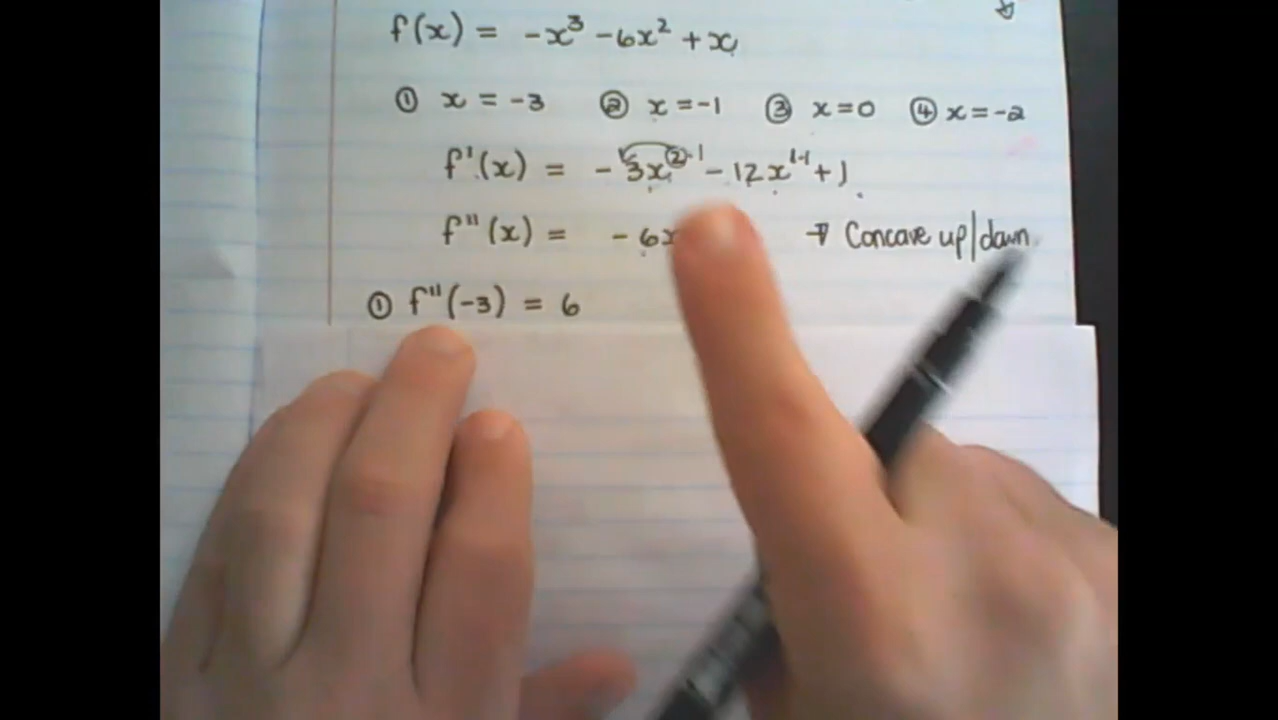 f(x) = -x³ - 6x² + x
① x = -3 ② x = -1 ③ x = 0 ④ x = -2
f'(x) = - 3x²⁻¹ - 12x¹⁻¹ + 1
f''(x) = - 6x → Concave up/down
① f''(-3) = 6